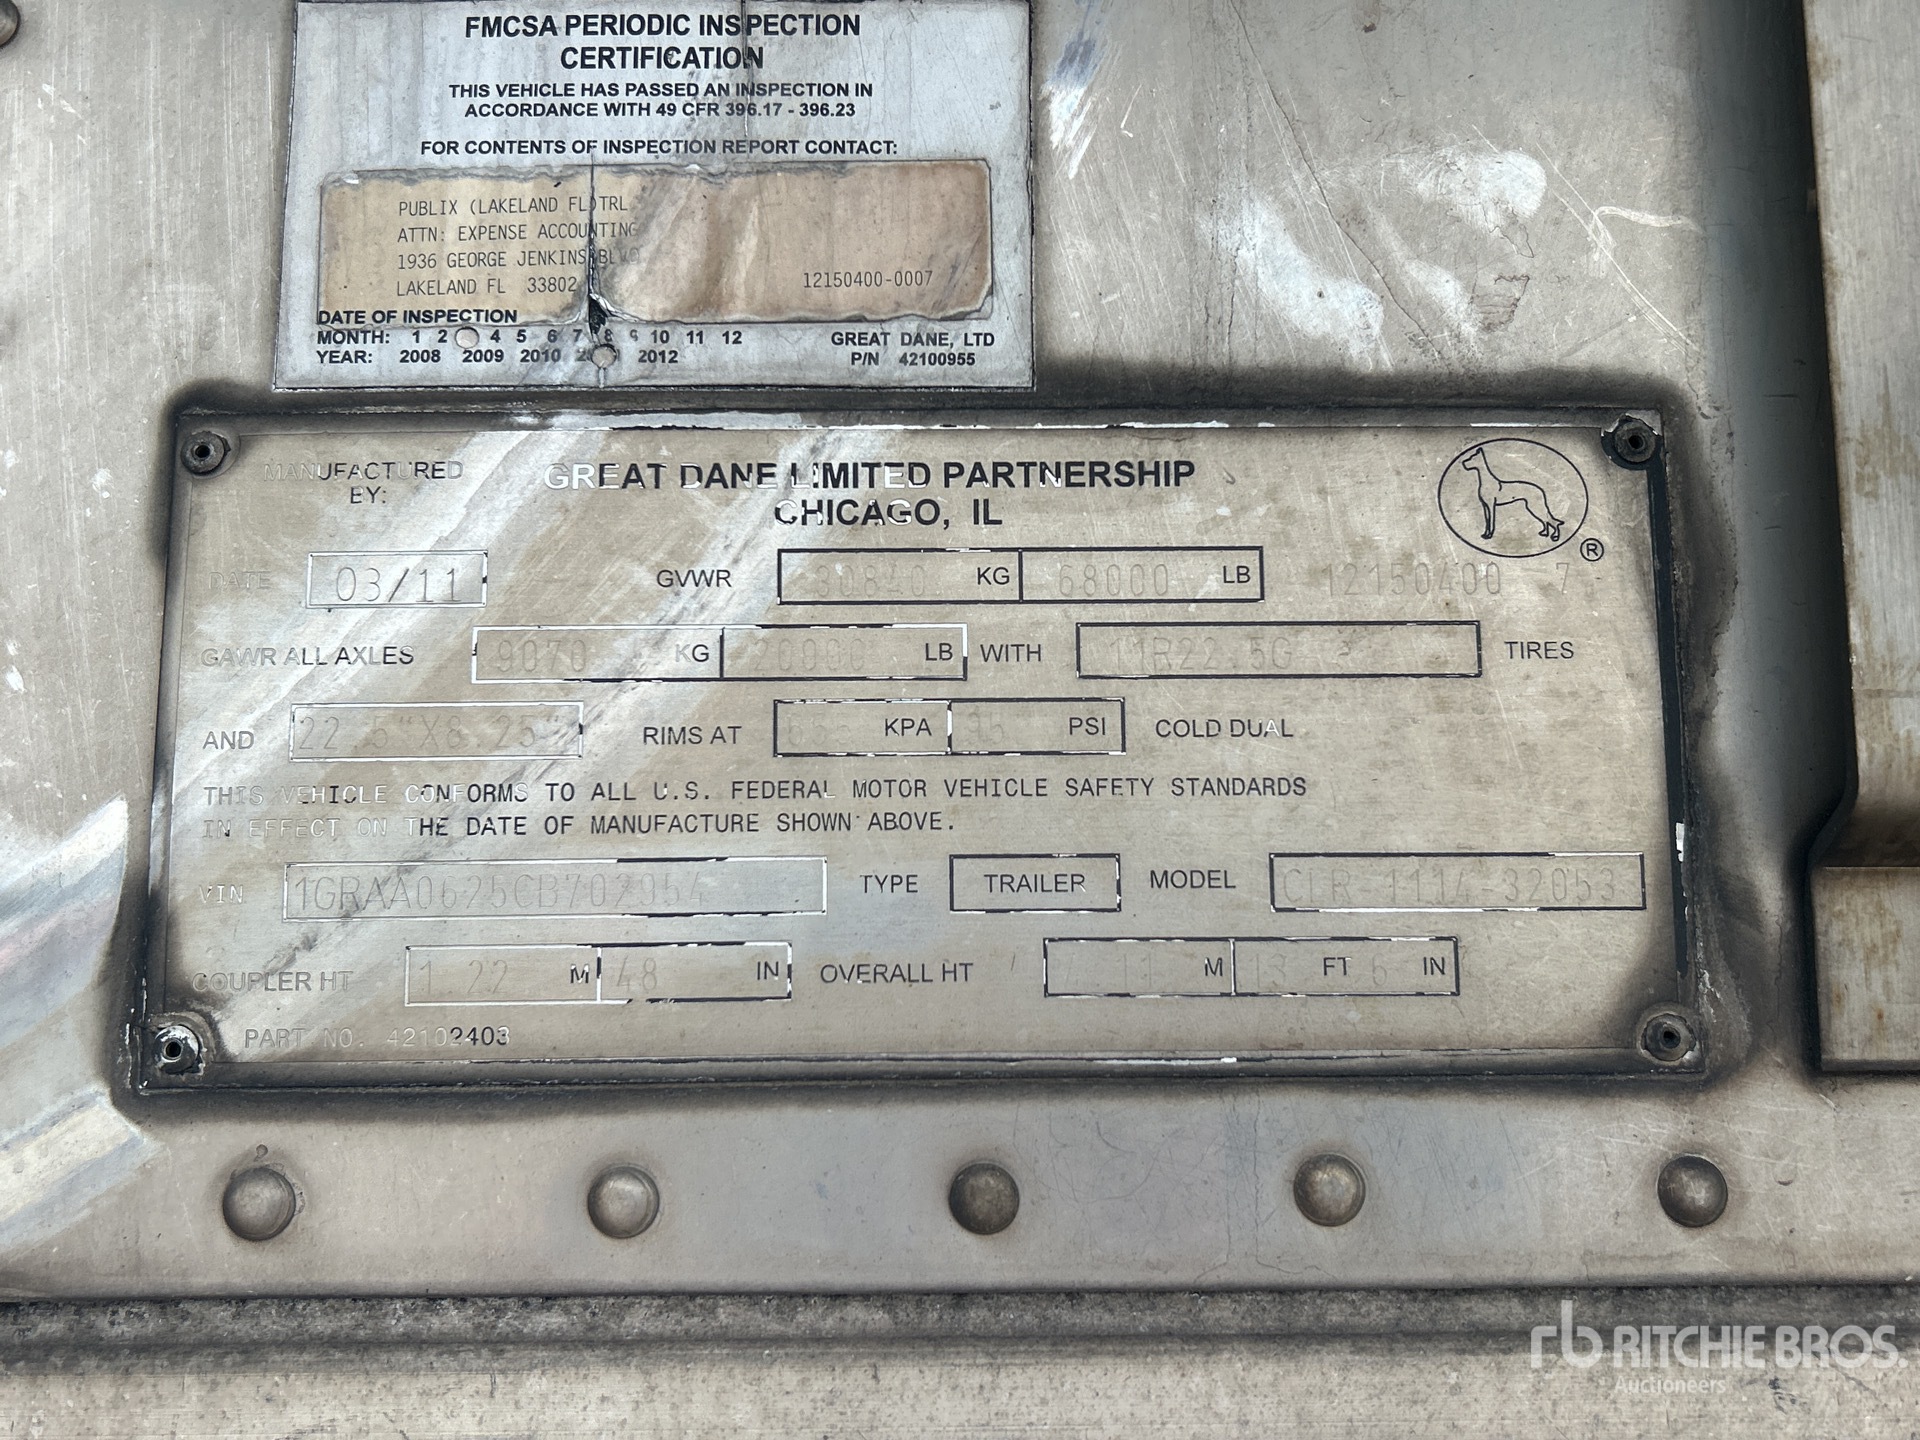 FMCSA PERIODIC INSPECTION
CERTIFICATION
THIS VEHICLE HAS PASSED AN INSPECTION IN
ACCORDANCE WITH 49 CFR 396.17 - 396.23
FOR CONTENTS OF INSPECTION REPORT CONTACT:
PUBLIX (LAKELAND FL)TRL
ATTN: EXPENSE ACCOUNTING
1936 GEORGE JENKINS BLVD
LAKELAND FL 33802 12150400-0007
DATE OF INSPECTION
MONTH: 1 2 4 5 6 7 8 9 10 11 12 GREAT DANE, LTD
YEAR: 2008 2009 2010 2012 P/N 42100955
MANUFACTURED BY: GREAT DANE LIMITED PARTNERSHIP
CHICAGO, IL
®
DATE 03/11 GVWR 30840 KG 68000 LB 12150400 7
GAWR ALL AXLES 9070 KG LB WITH 11R22.5G TIRES
AND 22.5"X8.25" RIMS AT KPA 95 PSI COLD DUAL
THIS VEHICLE CONFORMS TO ALL U.S. FEDERAL MOTOR VEHICLE SAFETY STANDARDS
IN EFFECT ON THE DATE OF MANUFACTURE SHOWN ABOVE.
VIN 1GRAA0625CB702954 TYPE TRAILER MODEL CLR 1114-32053
COUPLER HT 1.22 M 48 IN OVERALL HT 4.11 M 13 FT 6 IN
PART NO. 42102403
rb RITCHIE BROS.
Auctioneers